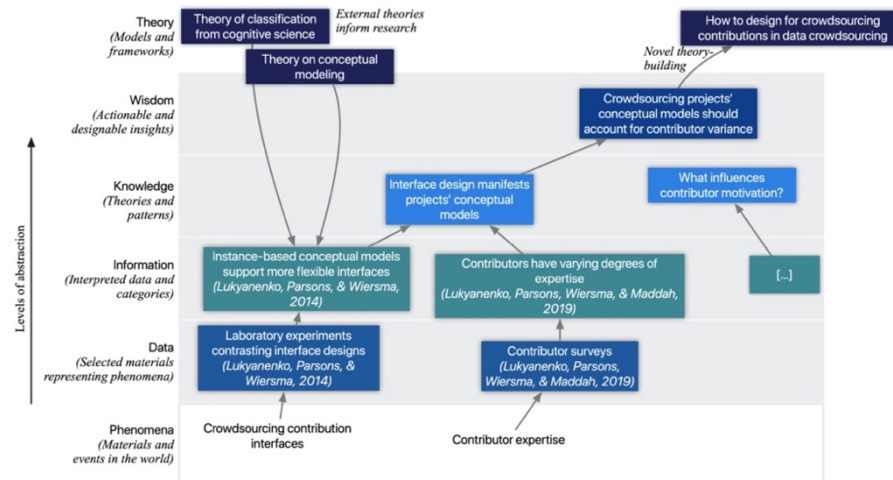 Theory
(Models and
frameworks)
Theory of classification
from cognitive science
External theories
inform research
Theory on conceptual
modeling
How to design for crowdsourcing
contributions in data crowdsourcing
Novel theory-
building
Wisdom
(Actionable and
designable insights)
Crowdsourcing projects'
conceptual models should
account for contributor variance
Knowledge
(Theories and
patterns)
Interface design manifests
projects' conceptual
models
What influences
contributor motivation?
Levels of abstraction
Information
(Interpreted data and
categories)
Instance-based conceptual models
support more flexible interfaces
(Lukyanenko, Parsons, & Wiersma,
2014)
Contributors have varying degrees of
expertise
(Lukyanenko, Parsons, Wiersma, & Maddah,
2019)
[...]
Data
(Selected materials
representing phenomena)
Laboratory experiments
contrasting interface designs
(Lukyanenko, Parsons, &
Wiersma, 2014)
Contributor surveys
(Lukyanenko, Parsons,
Wiersma, & Maddah, 2019)
Phenomena
(Materials and
events in the world)
Crowdsourcing contribution
interfaces
Contributor expertise